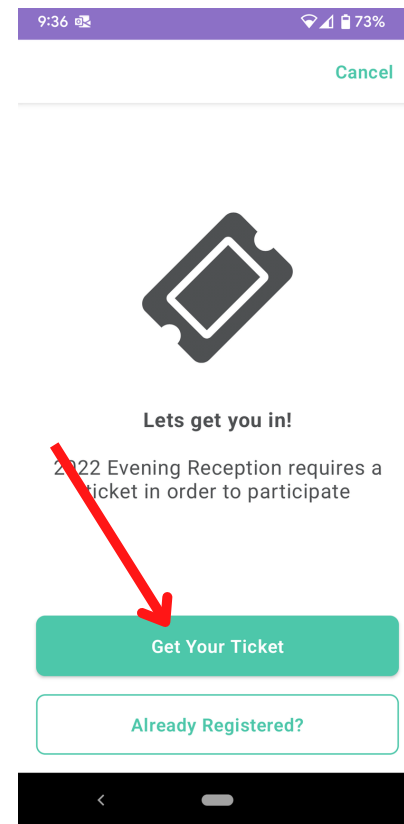 9:36 73%
Cancel
Lets get you in!
2022 Evening Reception requires a
ticket in order to participate
Get Your Ticket
Already Registered?